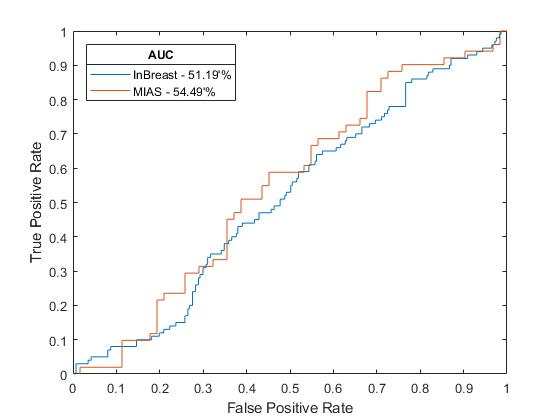 1
0.9
0.8
0.7
0.6
0.5
0.4
0.3
0.2
0.1
0
True Positive Rate
AUC
InBreast - 51.19'%
MIAS - 54.49'%
0 0.1 0.2 0.3 0.4 0.5 0.6 0.7 0.8 0.9 1
False Positive Rate